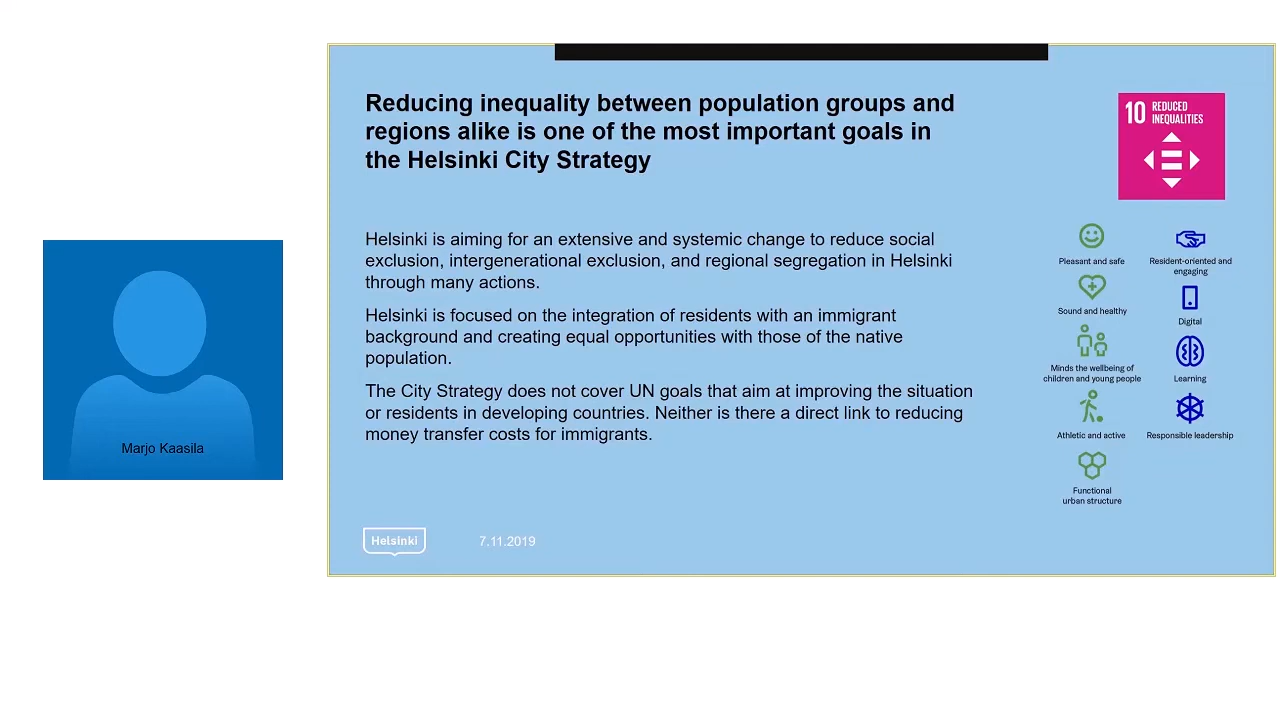 Reducing inequality between population groups and
regions alike is one of the most important goals in
the Helsinki City Strategy
10 REDUCED
INEQUALITIES
Helsinki is aiming for an extensive and systemic change to reduce social
exclusion, intergenerational exclusion, and regional segregation in Helsinki
through many actions.
Helsinki is focused on the integration of residents with an immigrant
background and creating equal opportunities with those of the native
population.
The City Strategy does not cover UN goals that aim at improving the situation
or residents in developing countries. Neither is there a direct link to reducing
money transfer costs for immigrants.
Pleasant and safe
Sound and healthy
Minds the wellbeing of
children and young people
Athletic and active
Functional
urban structure
Resident-oriented and
engaging
Digital
Learning
Responsible leadership
Marjo Kaasila
Helsinki
7.11.2019